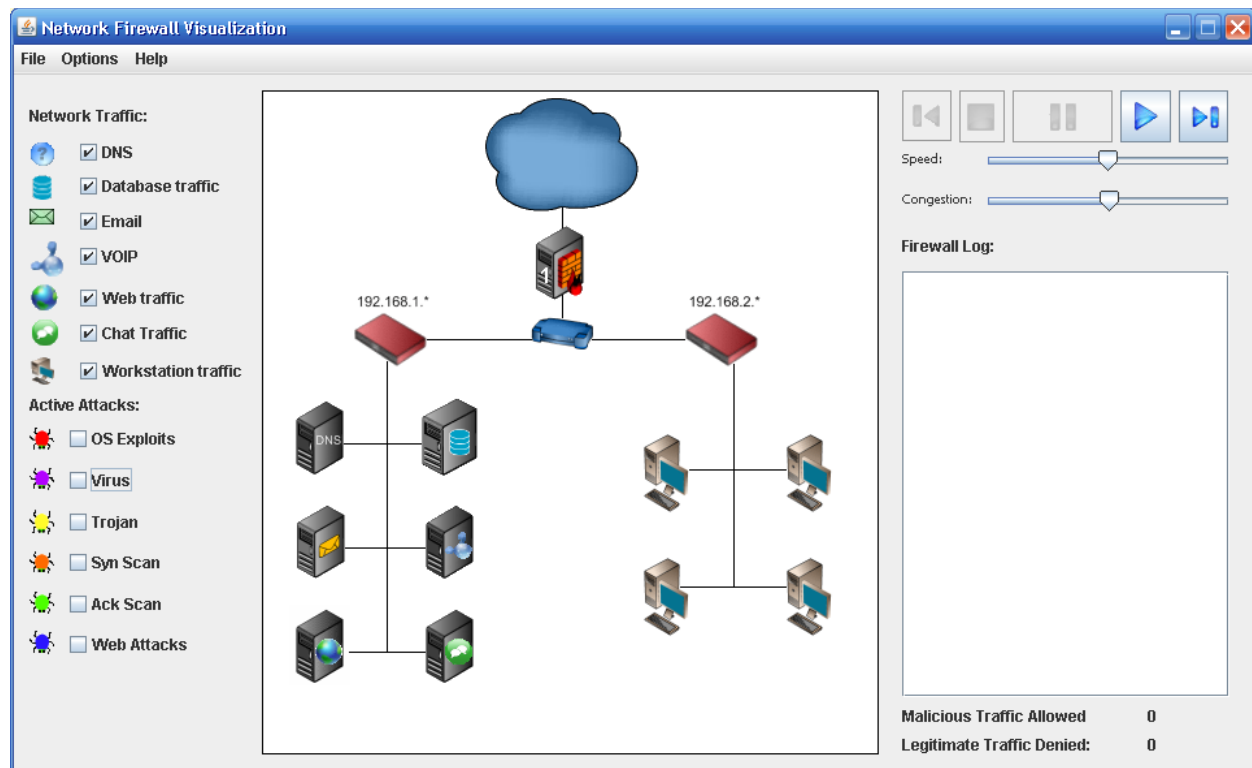 Network Firewall Visualization
File Options Help
Network Traffic:
DNS
Database traffic
Email
VOIP
Web traffic
Chat Traffic
Workstation traffic
Active Attacks:
OS Exploits
Virus
Trojan
Syn Scan
Ack Scan
Web Attacks
1
192.168.1.*
192.168.2.*
DNS
Speed:
Congestion:
Firewall Log:
Malicious Traffic Allowed 0
Legitimate Traffic Denied: 0